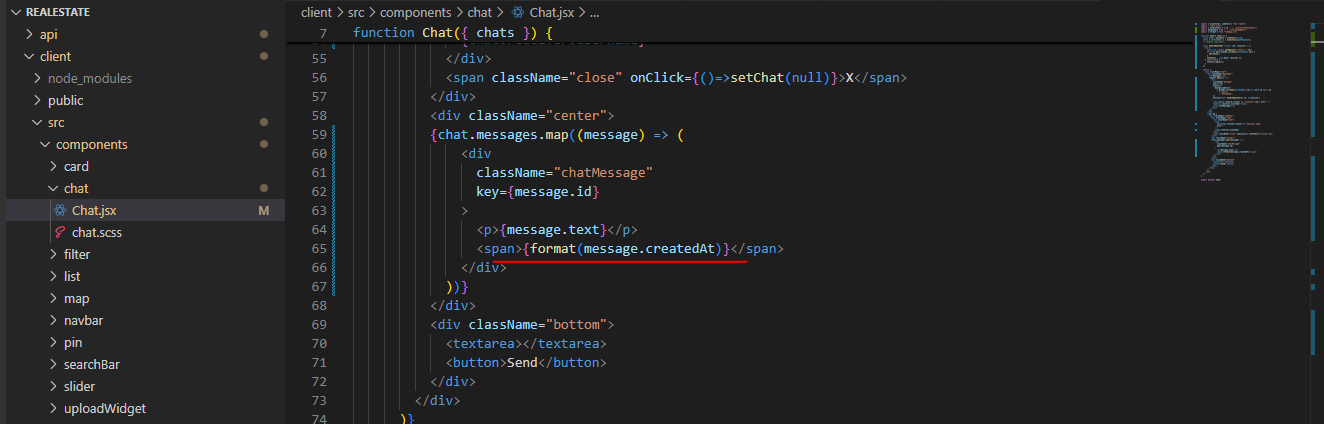 REALESTATE
api
client
node_modules
public
src
components
card
chat
Chat.jsx M
chat.scss
filter
list
map
navbar
pin
searchBar
slider
uploadWidget
client > src > components > chat > Chat.jsx > ...
7 function Chat({ chats }) {
55 </div>
56 <span className="close" onClick={()=>setChat(null)}>X</span>
57 </div>
58 <div className="center">
59 {chat.messages.map((message) => (
60 <div
61 className="chatMessage"
62 key={message.id}
63 >
64 <p>{message.text}</p>
65 <span>{format(message.createdAt)}</span>
66 </div>
67 ))}
68 </div>
69 <div className="bottom">
70 <textarea></textarea>
71 <button>Send</button>
72 </div>
73 </div>
74 )}